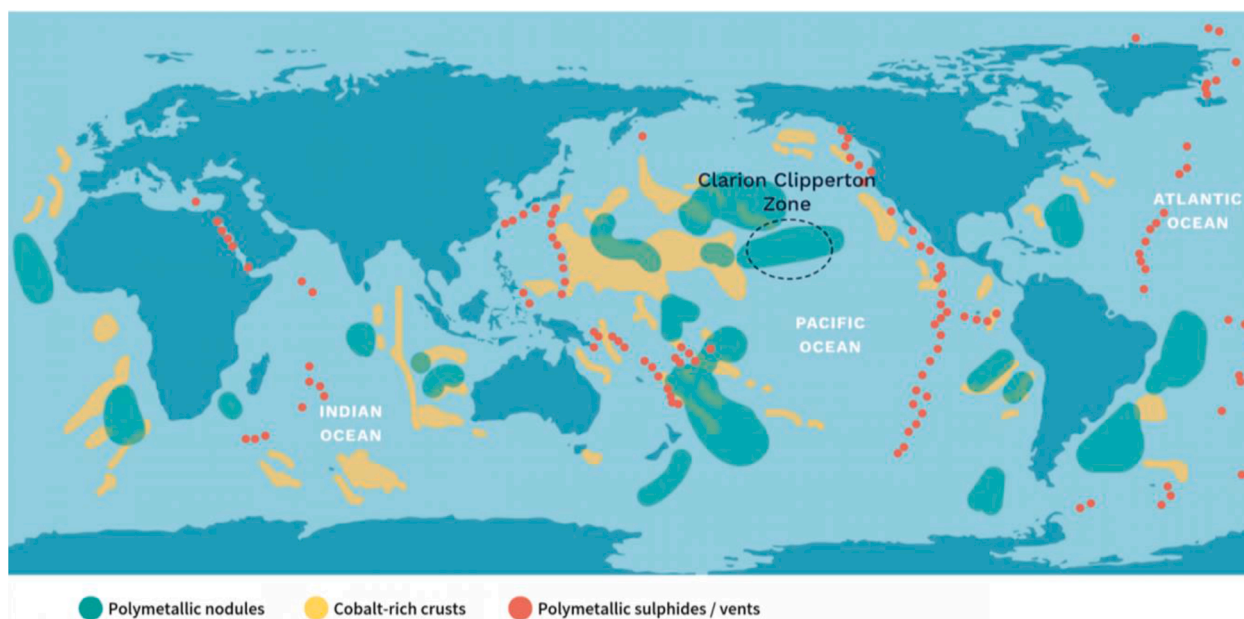 Clarion Clipperton
Zone
ATLANTIC
OCEAN
PACIFIC
OCEAN
INDIAN
OCEAN
Polymetallic nodules
Cobalt-rich crusts
Polymetallic sulphides / vents